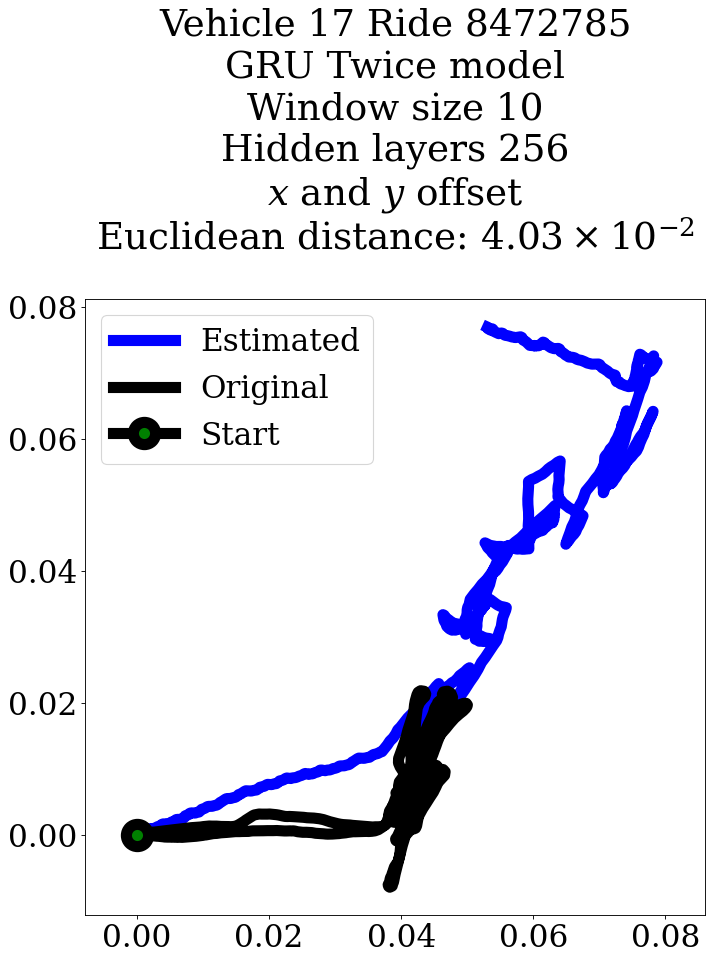 Vehicle 17 Ride 8472785
GRU Twice model
Window size 10
Hidden layers 256
x and y offset
Euclidean distance: 4.03 × 10⁻²
Estimated
Original
Start
0.08
0.06
0.04
0.02
0.00
0.00 0.02 0.04 0.06 0.08